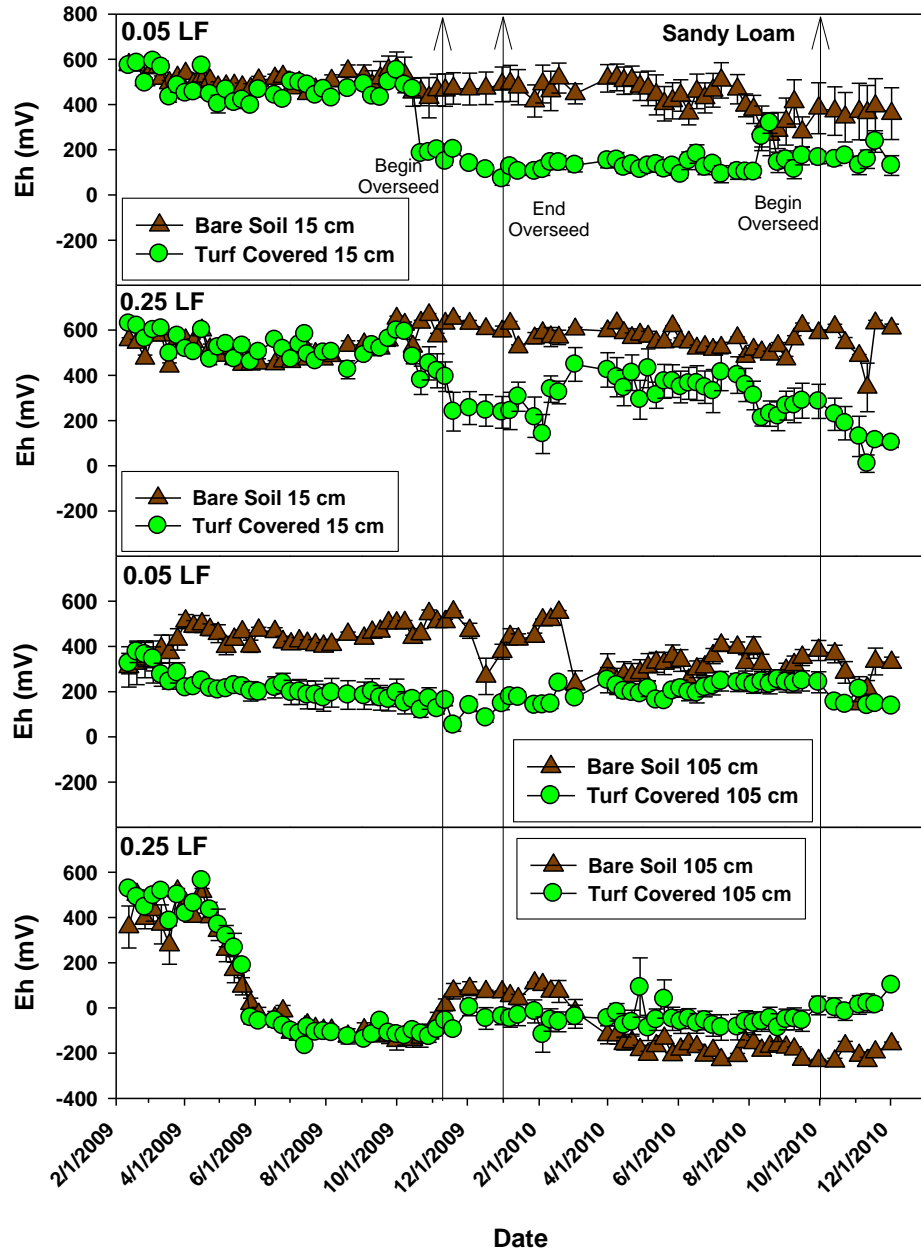 0.05 LF
Sandy Loam
800
600
400
200
0
-200
Eh (mV)
Begin
Overseed
End
Overseed
Begin
Overseed
Bare Soil 15 cm
Turf Covered 15 cm
0.25 LF
600
400
200
0
-200
Eh (mV)
Bare Soil 15 cm
Turf Covered 15 cm
0.05 LF
600
400
200
0
-200
Eh (mV)
Bare Soil 105 cm
Turf Covered 105 cm
0.25 LF
600
400
200
0
-200
-400
Eh (mV)
Bare Soil 105 cm
Turf Covered 105 cm
2/1/2009
4/1/2009
6/1/2009
8/1/2009
10/1/2009
12/1/2009
2/1/2010
4/1/2010
6/1/2010
8/1/2010
10/1/2010
12/1/2010
Date